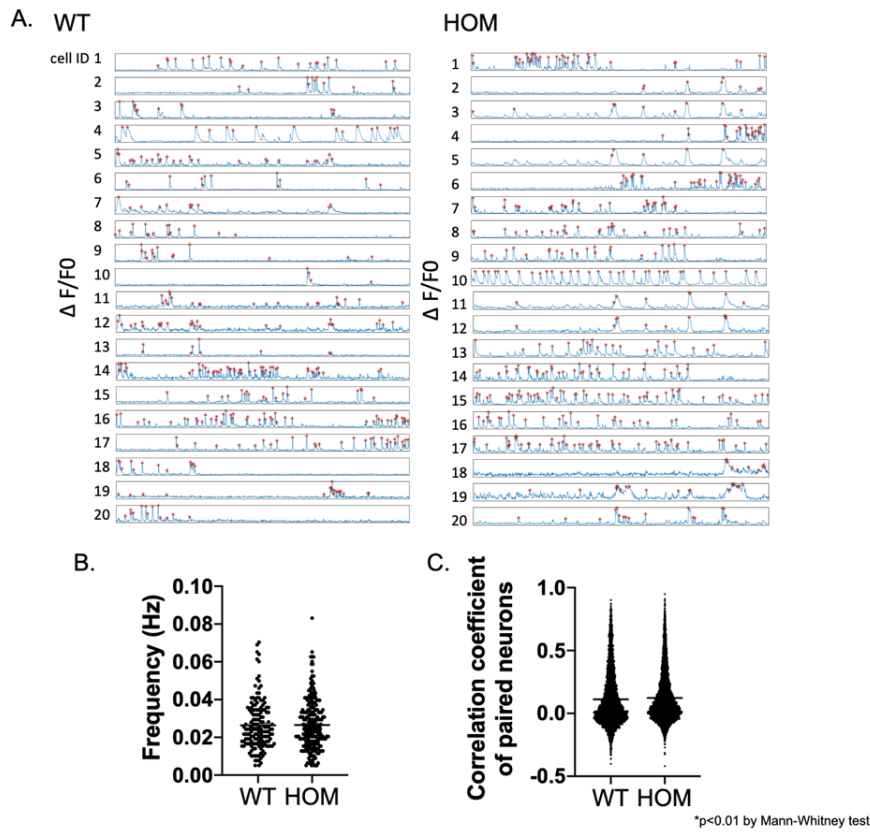 A. WT HOM
cell ID 1 1
2 2
3 3
4 4
5 5
6 6
7 7
8 8
9 9
10 10
11 11
12 12
13 13
14 14
15 15
16 16
17 17
18 18
19 19
20 20
Δ F/F0 Δ F/F0
B.
Frequency (Hz)
0.10
0.08
0.06
0.04
0.02
0.00
WT HOM
C.
Correlation coefficient
of paired neurons
1.0
0.5
0.0
-0.5
WT HOM
*p<0.01 by Mann-Whitney test